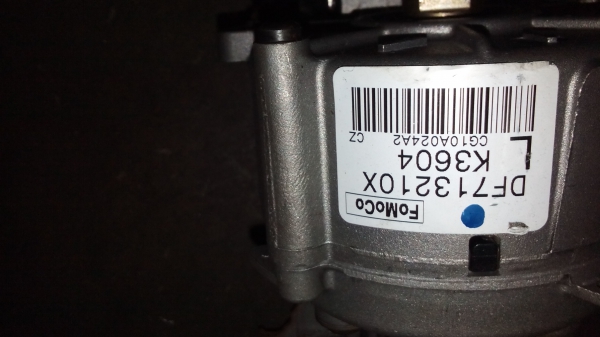 FoMoCo
DF713210X
K3604
L
CG10A024A2 CZ